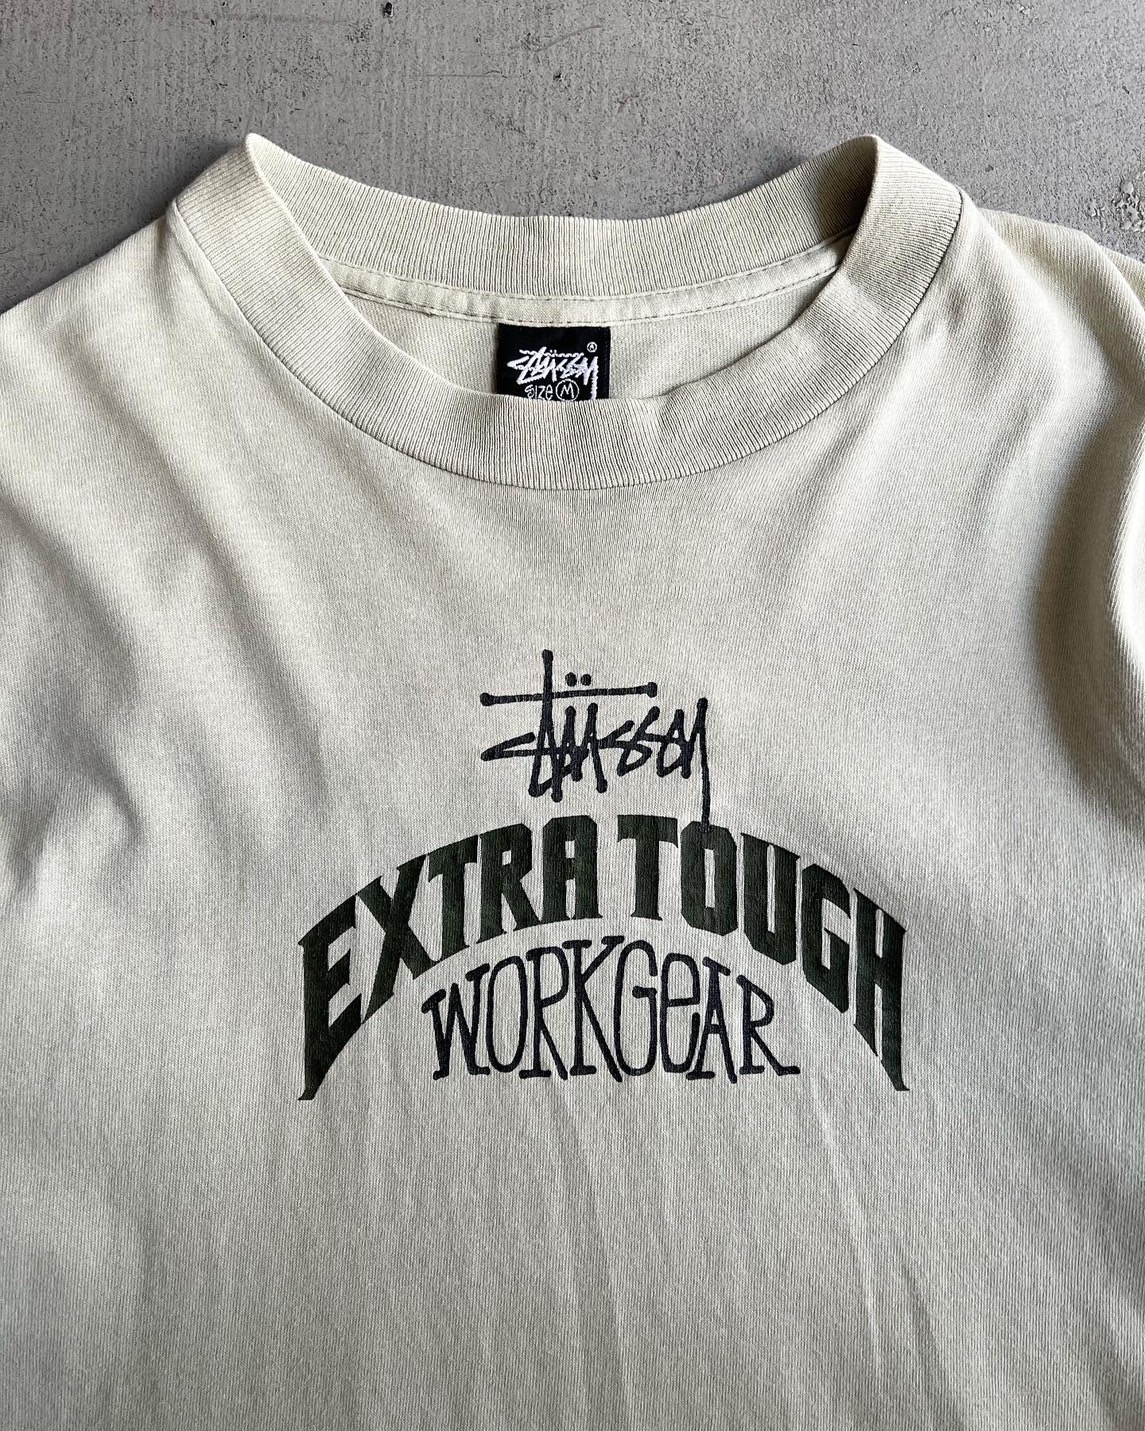 Stüssy ®
SIZE M
Stüssy
EXTRA TOUGH
WORKGeAR